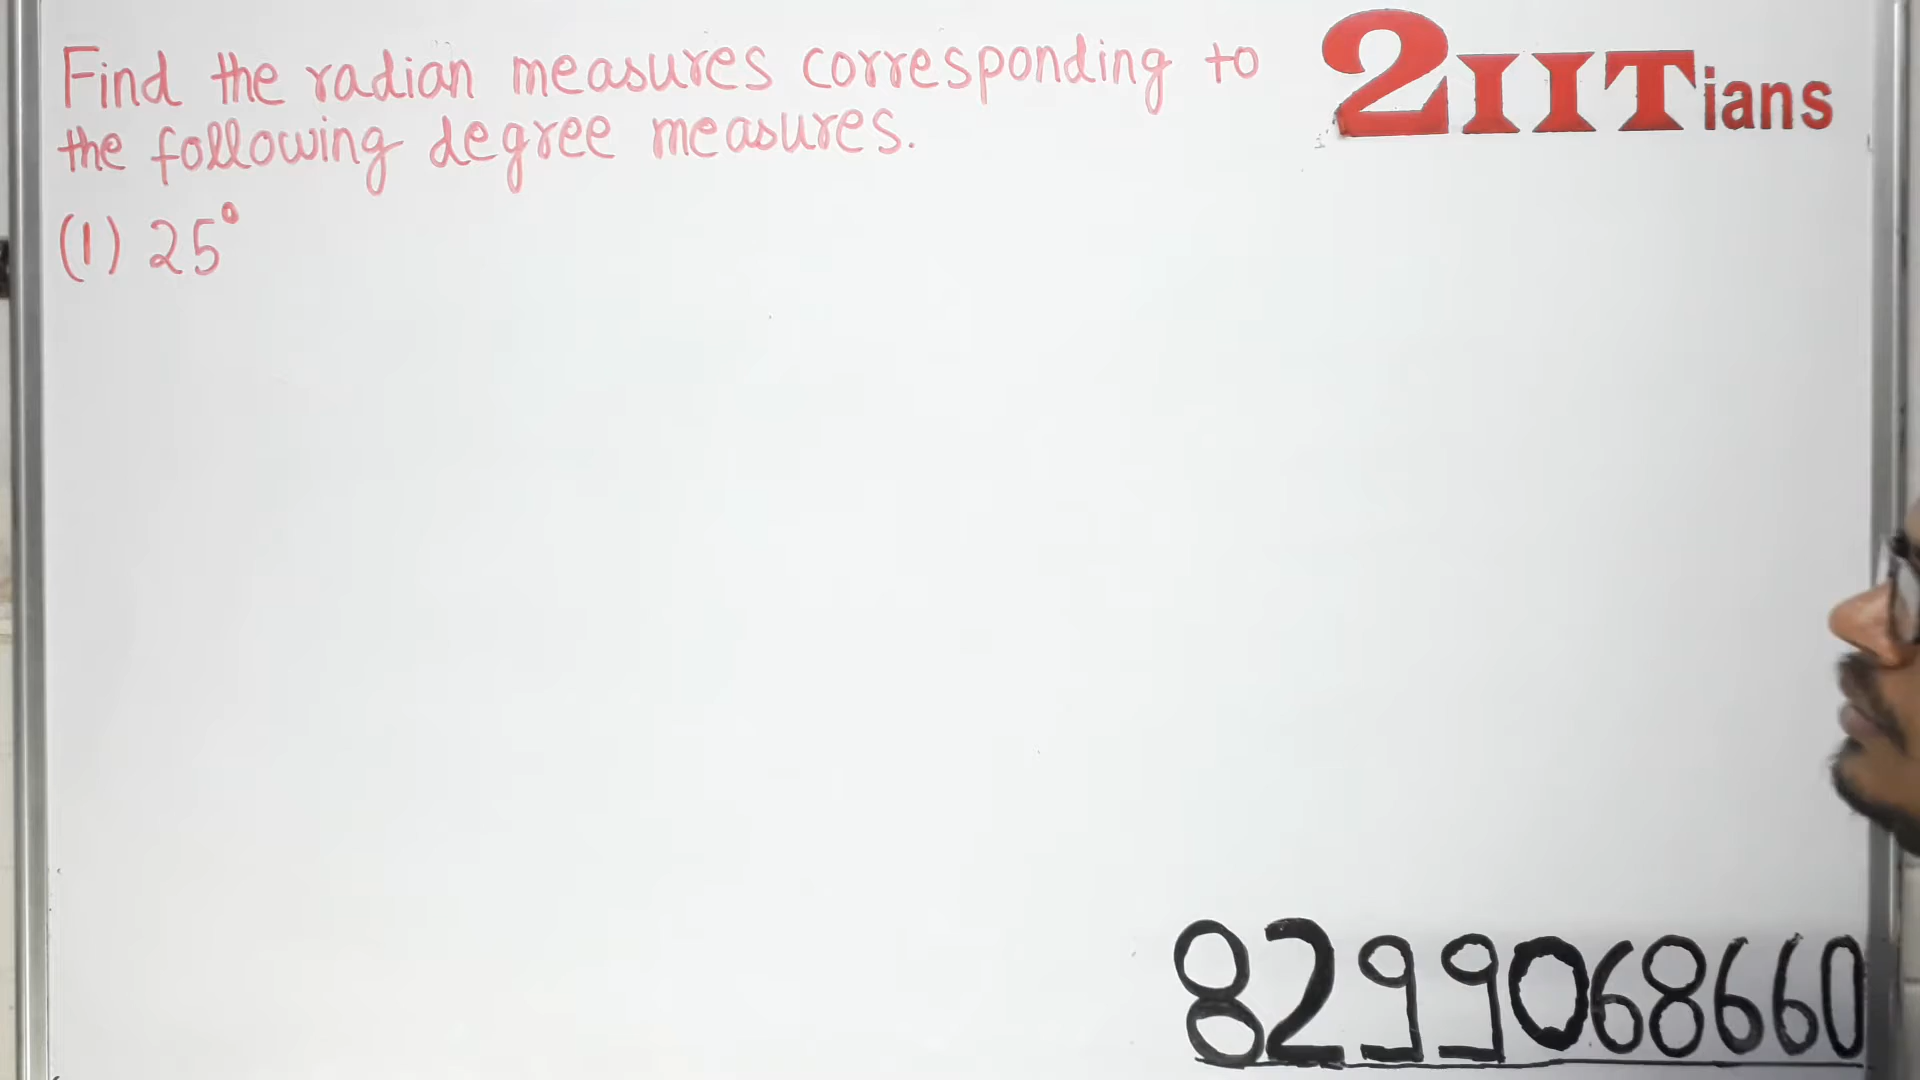 Find the radian measures corresponding to
the following degree measures.
(1) 25°
2IITians
8299068660